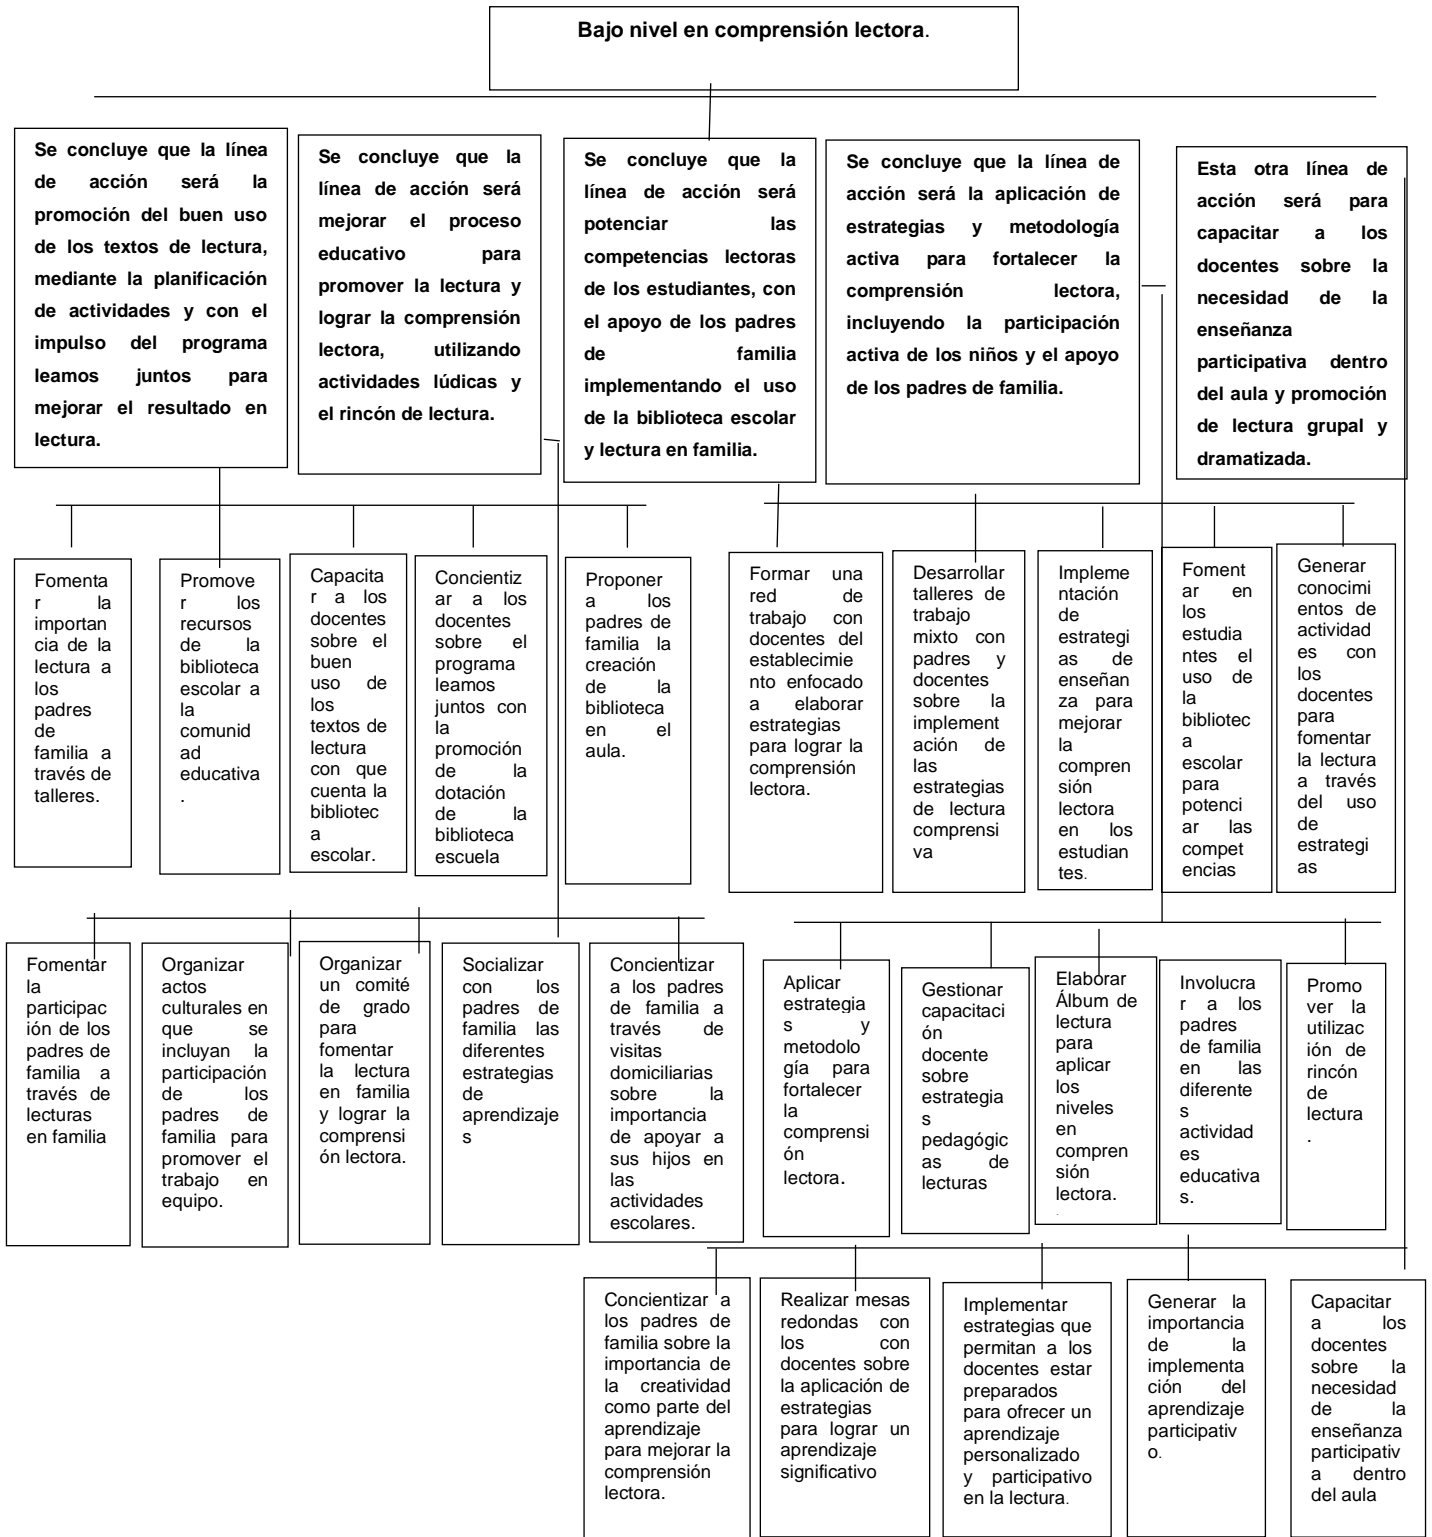 Bajo nivel en comprensión lectora.
Se concluye que la línea
de acción será la
promoción del buen uso
de los textos de lectura,
mediante la planificación
de actividades y con el
impulso del programa
leamos juntos para
mejorar el resultado en
lectura.
Se concluye que la
línea de acción será
mejorar el proceso
educativo para
promover la lectura y
lograr la comprensión
lectora, utilizando
actividades lúdicas y
el rincón de lectura.
Se concluye que la
línea de acción será
potenciar las
competencias lectoras
de los estudiantes, con
el apoyo de los padres
de familia
implementando el uso
de la biblioteca escolar
y lectura en familia.
Se concluye que la línea de
acción será la aplicación de
estrategias y metodología
activa para fortalecer la
comprensión lectora,
incluyendo la participación
activa de los niños y el apoyo
de los padres de familia.
Esta otra línea de
acción será para
capacitar a los
docentes sobre la
necesidad de la
enseñanza
participativa dentro
del aula y promoción
de lectura grupal y
dramatizada.
Fomenta
r la
importan
cia de la
lectura a
los
padres
de
familia a
través de
talleres.
Promove
r los
recursos
de la
biblioteca
escolar a
la
comunid
ad
educativa
.
Capacita
r a los
docentes
sobre el
buen
uso de
los
textos de
lectura
con que
cuenta la
bibliotec
a
escolar.
Concientiz
ar a los
docentes
sobre el
programa
leamos
juntos con
la
promoción
de la
dotación
de la
biblioteca
escuela
Proponer
a los
padres de
familia la
creación
de la
biblioteca
en el
aula.
Formar una
red de
trabajo con
docentes del
establecimie
nto enfocado
a elaborar
estrategias
para lograr la
comprensión
lectora.
Desarrollar
talleres de
trabajo
mixto con
padres y
docentes
sobre la
implement
ación de
las
estrategias
de lectura
comprensi
va
Impleme
ntación
de
estrategi
as de
enseñan
za para
mejorar
la
compren
sión
lectora
en los
estudian
tes.
Foment
ar en
los
estudia
ntes el
uso de
la
bibliotec
a
escolar
para
potenci
ar las
compet
encias
Generar
conocimi
entos de
actividad
es con
los
docentes
para
fomentar
la lectura
a través
del uso
de
estrategi
as
Fomentar
la
participac
ión de los
padres de
familia a
través de
lecturas
en familia
Organizar
actos
culturales en
que se
incluyan la
participación
de los
padres de
familia para
promover el
trabajo en
equipo.
Organizar
un comité
de grado
para
fomentar
la lectura
en familia
y lograr la
comprensi
ón lectora.
Socializar
con los
padres de
familia las
diferentes
estrategias
de
aprendizaje
s
Concientizar
a los padres
de familia a
través de
visitas
domiciliarias
sobre la
importancia
de apoyar a
sus hijos en
las
actividades
escolares.
Aplicar
estrategia
s y
metodolo
gía para
fortalecer
la
comprensi
ón
lectora.
Gestionar
capacitaci
ón
docente
sobre
estrategia
s
pedagógic
as de
lecturas
Elaborar
Álbum de
lectura
para
aplicar
los
niveles
en
compren
sión
lectora.
.
Involucra
r a los
padres
de familia
en las
diferente
s
actividad
es
educativa
s.
Promo
ver la
utilizac
ión de
rincón
de
lectura
.
Concientizar a
los padres de
familia sobre la
importancia de
la creatividad
como parte del
aprendizaje
para mejorar la
comprensión
lectora.
Realizar mesas
redondas con
los con
docentes sobre
la aplicación de
estrategias
para lograr un
aprendizaje
significativo
Implementar
estrategias que
permitan a los
docentes estar
preparados
para ofrecer un
aprendizaje
personalizado
y participativo
en la lectura.
Generar la
importancia
de la
implementa
ción del
aprendizaje
participativ
o.
Capacitar
a los
docentes
sobre la
necesidad
de la
enseñanza
participativ
a dentro
del aula